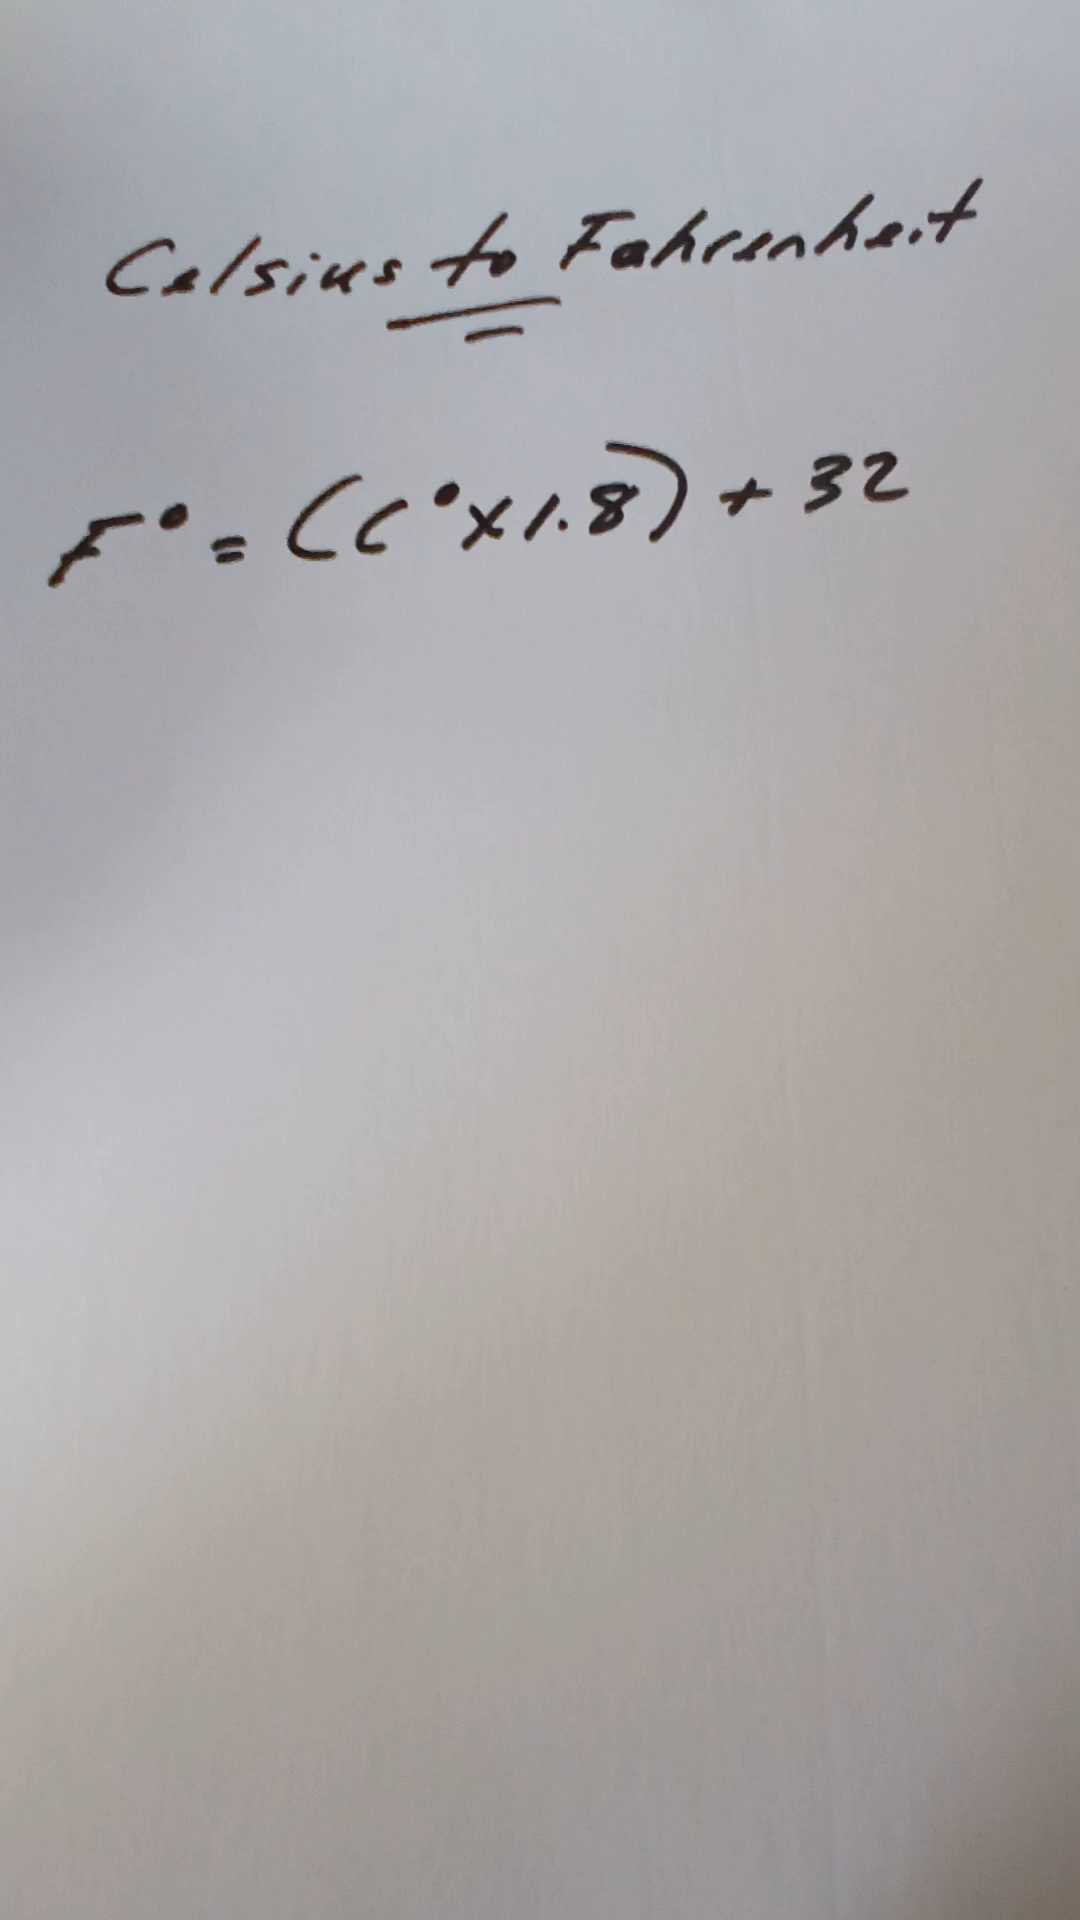 Celsius to Fahrenheit
F° = (C° x 1.8) + 32